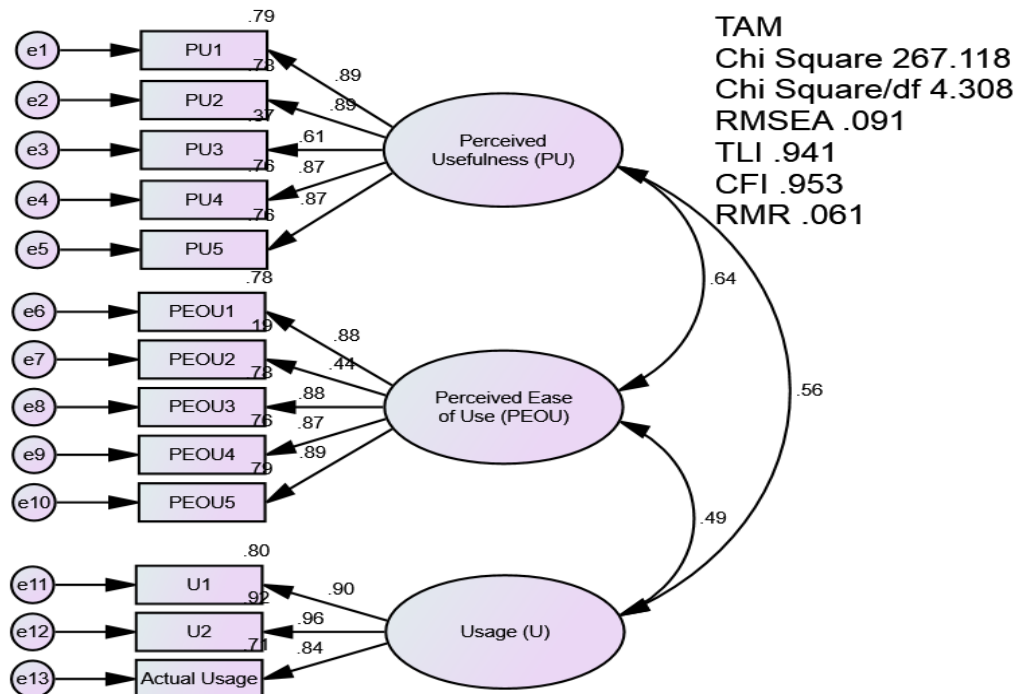 .79
e1
PU1
.89
.78
e2
PU2
.89
.37
e3
PU3
.61
.76
e4
PU4
.87
.76
e5
PU5
.87
Perceived
Usefulness (PU)
TAM
Chi Square 267.118
Chi Square/df 4.308
RMSEA .091
TLI .941
CFI .953
RMR .061
.64
.56
.78
e6
PEOU1
.88
.19
e7
PEOU2
.44
.78
e8
PEOU3
.88
.76
e9
PEOU4
.87
.79
e10
PEOU5
.89
Perceived Ease
of Use (PEOU)
.49
.80
e11
U1
.90
.92
e12
U2
.96
.71
e13
Actual Usage
.84
Usage (U)